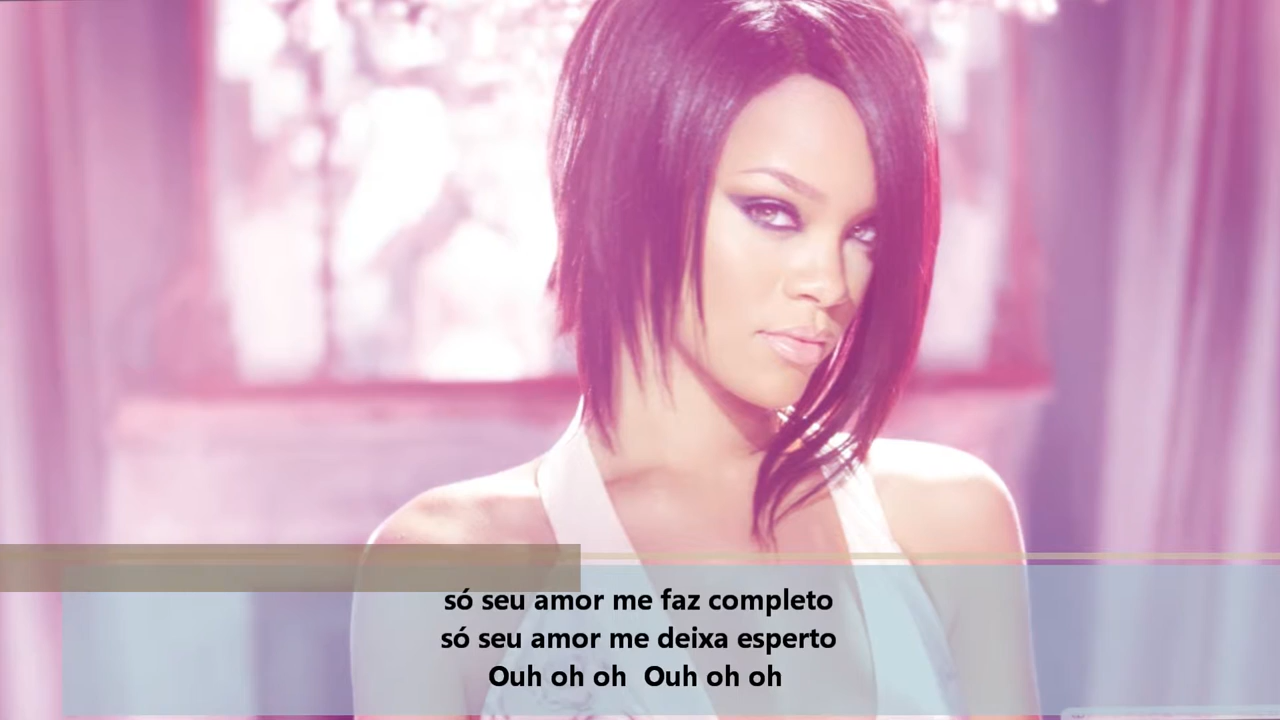 só seu amor me faz completo
só seu amor me deixa esperto
Ouh oh oh  Ouh oh oh